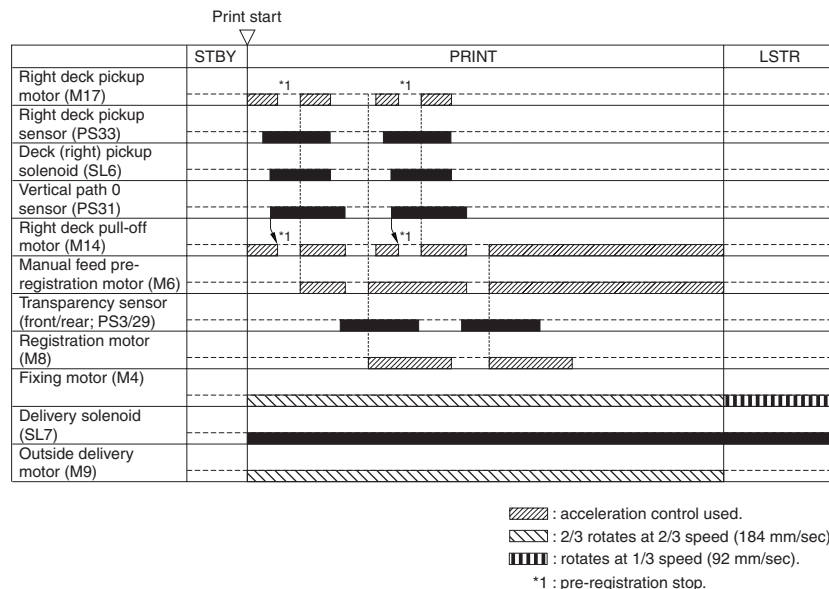 Print start
STBY PRINT LSTR
Right deck pickup
motor (M17)
*1 *1
Right deck pickup
sensor (PS33)
Deck (right) pickup
solenoid (SL6)
Vertical path 0
sensor (PS31)
Right deck pull-off
motor (M14)
*1 *1
Manual feed pre-
registration motor (M6)
Transparency sensor
(front/rear; PS3/29)
Registration motor
(M8)
Fixing motor (M4)
Delivery solenoid
(SL7)
Outside delivery
motor (M9)
: acceleration control used.
: 2/3 rotates at 2/3 speed (184 mm/sec)
: rotates at 1/3 speed (92 mm/sec).
*1 : pre-registration stop.